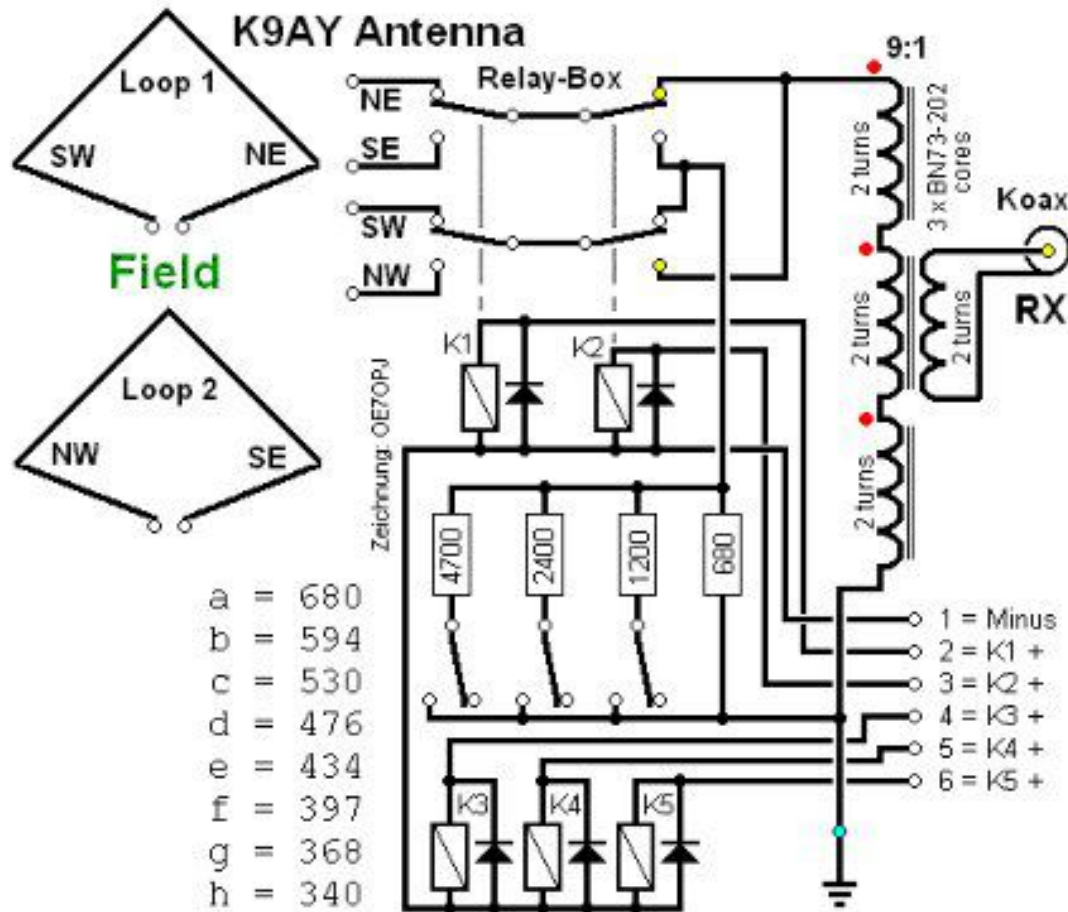 K9AY Antenna
9:1
Loop 1
SW
NE
Field
Loop 2
NW
SE
Relay-Box
NE
SE
SW
NW
2 turns
3 x BN73-202
cores
2 turns
2 turns
2 turns
Koax
RX
K1
K2
Zeichnung: OE7OPJ
4700
2400
1200
680
a = 680
b = 594
c = 530
d = 476
e = 434
f = 397
g = 368
h = 340
K3
K4
K5
1 = Minus
2 = K1 +
3 = K2 +
4 = K3 +
5 = K4 +
6 = K5 +